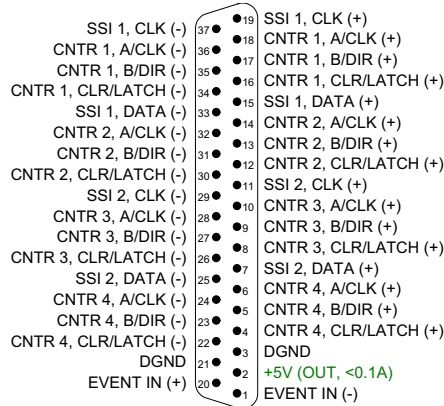 SSI 1, CLK (-) 37
19 SSI 1, CLK (+)
CNTR 1, A/CLK (-) 36
18 CNTR 1, A/CLK (+)
CNTR 1, B/DIR (-) 35
17 CNTR 1, B/DIR (+)
CNTR 1, CLR/LATCH (-) 34
16 CNTR 1, CLR/LATCH (+)
SSI 1, DATA (-) 33
15 SSI 1, DATA (+)
CNTR 2, A/CLK (-) 32
14 CNTR 2, A/CLK (+)
CNTR 2, B/DIR (-) 31
13 CNTR 2, B/DIR (+)
CNTR 2, CLR/LATCH (-) 30
12 CNTR 2, CLR/LATCH (+)
SSI 2, CLK (-) 29
11 SSI 2, CLK (+)
CNTR 3, A/CLK (-) 28
10 CNTR 3, A/CLK (+)
CNTR 3, B/DIR (-) 27
9 CNTR 3, B/DIR (+)
CNTR 3, CLR/LATCH (-) 26
8 CNTR 3, CLR/LATCH (+)
SSI 2, DATA (-) 25
7 SSI 2, DATA (+)
CNTR 4, A/CLK (-) 24
6 CNTR 4, A/CLK (+)
CNTR 4, B/DIR (-) 23
5 CNTR 4, B/DIR (+)
CNTR 4, CLR/LATCH (-) 22
4 CNTR 4, CLR/LATCH (+)
DGND 21
3 DGND
EVENT IN (+) 20
2 +5V (OUT, <0.1A)
1 EVENT IN (-)